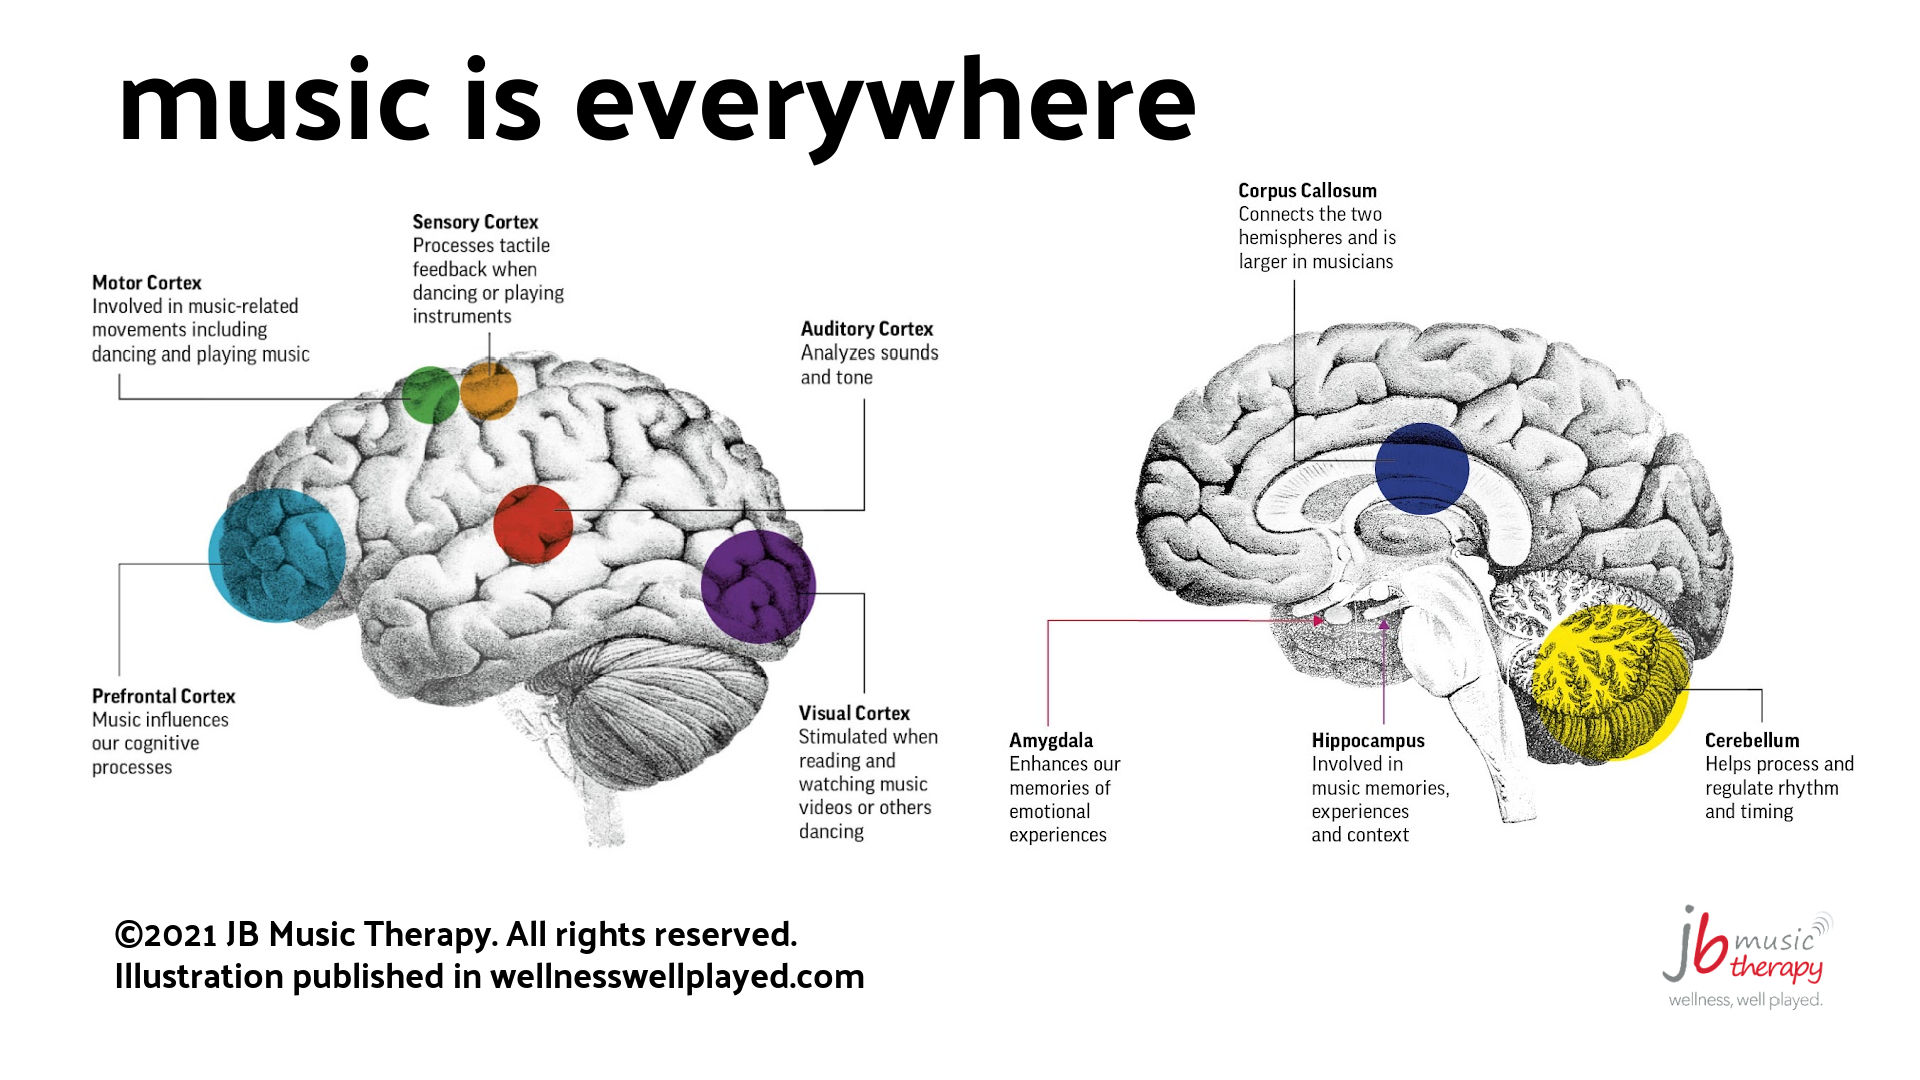 music is everywhere
Motor Cortex
Involved in music-related
movements including
dancing and playing music
Sensory Cortex
Processes tactile
feedback when
dancing or playing
instruments
Auditory Cortex
Analyzes sounds
and tone
Prefrontal Cortex
Music influences
our cognitive
processes
Visual Cortex
Stimulated when
reading and
watching music
videos or others
dancing
Corpus Callosum
Connects the two
hemispheres and is
larger in musicians
Amygdala
Enhances our
memories of
emotional
experiences
Hippocampus
Involved in
music memories,
experiences
and context
Cerebellum
Helps process and
regulate rhythm
and timing
©2021 JB Music Therapy. All rights reserved.
Illustration published in wellnesswellplayed.com
jb music
therapy
wellness, well played.